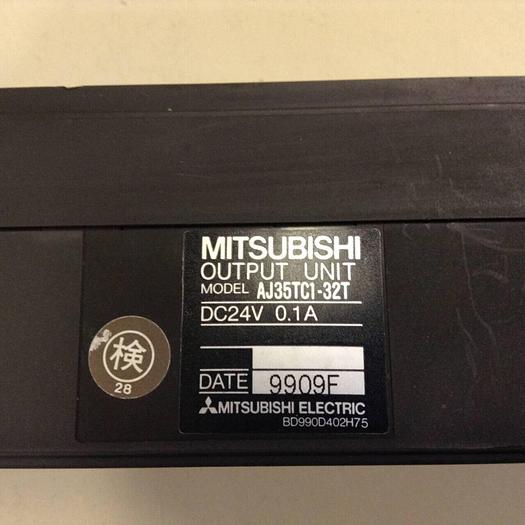 MITSUBISHI
OUTPUT UNIT
MODEL AJ35TC1-32T
DC24V 0.1A
DATE 9909F
MITSUBISHI ELECTRIC
BD990D402H75
検
28